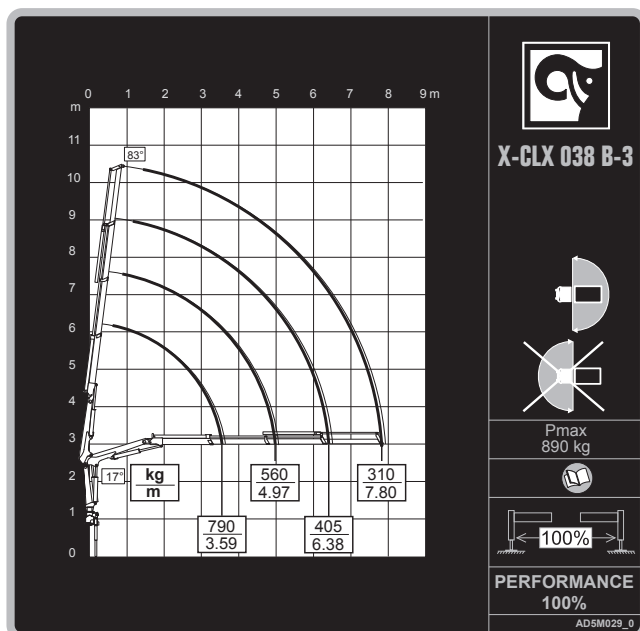 0 1 2 3 4 5 6 7 8 9 m
m
11
10
9
8
7
6
5
4
3
2
1
0
83°
17°
kg
m
790
3.59
560
4.97
405
6.38
310
7.80
X-CLX 038 B-3
Pmax
890 kg
100%
PERFORMANCE
100%
AD5M029_0